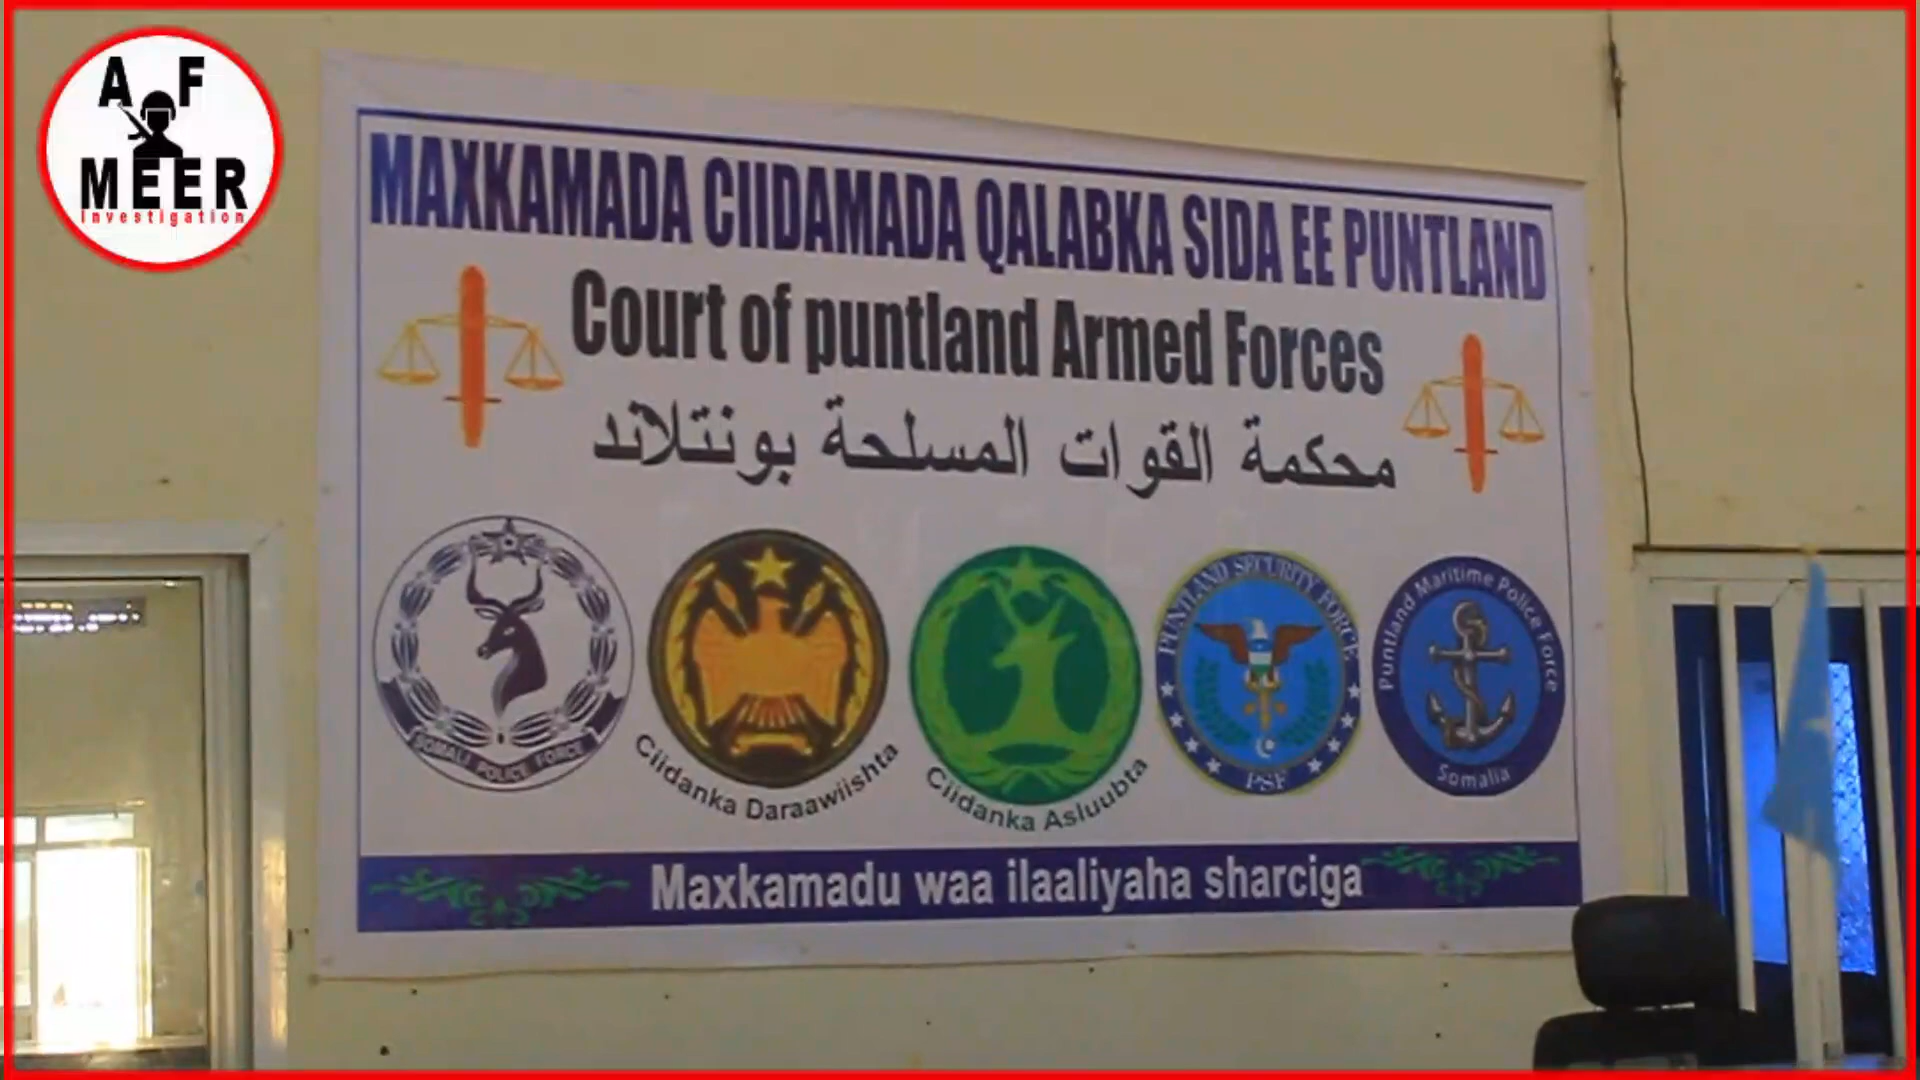 A F
MEER
investigation
MAXKAMADA CIIDAMADA QALABKA SIDA EE PUNTLAND
Court of puntland Armed Forces
محكمة القوات المسلحة بونتلاند
SOMALI POLICE FORCE
Ciidanka Daraawiishta
Ciidanka Asluubta
PUNTLAND SECURITY FORCE
PSF
Puntland Maritime Police Force
Somalia
Maxkamadu waa ilaaliyaha sharciga